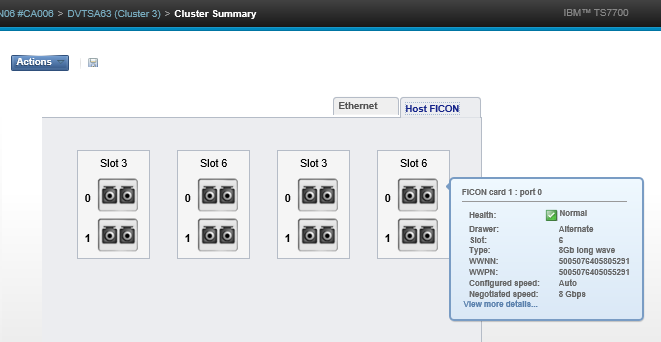 N06 #CA006 > DVTSA63 (Cluster 3) > Cluster Summary
IBM™ TS7700
Actions
Ethernet
Host FICON
Slot 3
Slot 6
Slot 3
Slot 6
0
0
0
0
1
1
1
1
FICON card 1 : port 0
Health: Normal
Drawer: Alternate
Slot: 6
Type: 8Gb long wave
WWNN: 5005076405805291
WWPN: 5005076405055291
Configured speed: Auto
Negotiated speed: 8 Gbps
View more details...